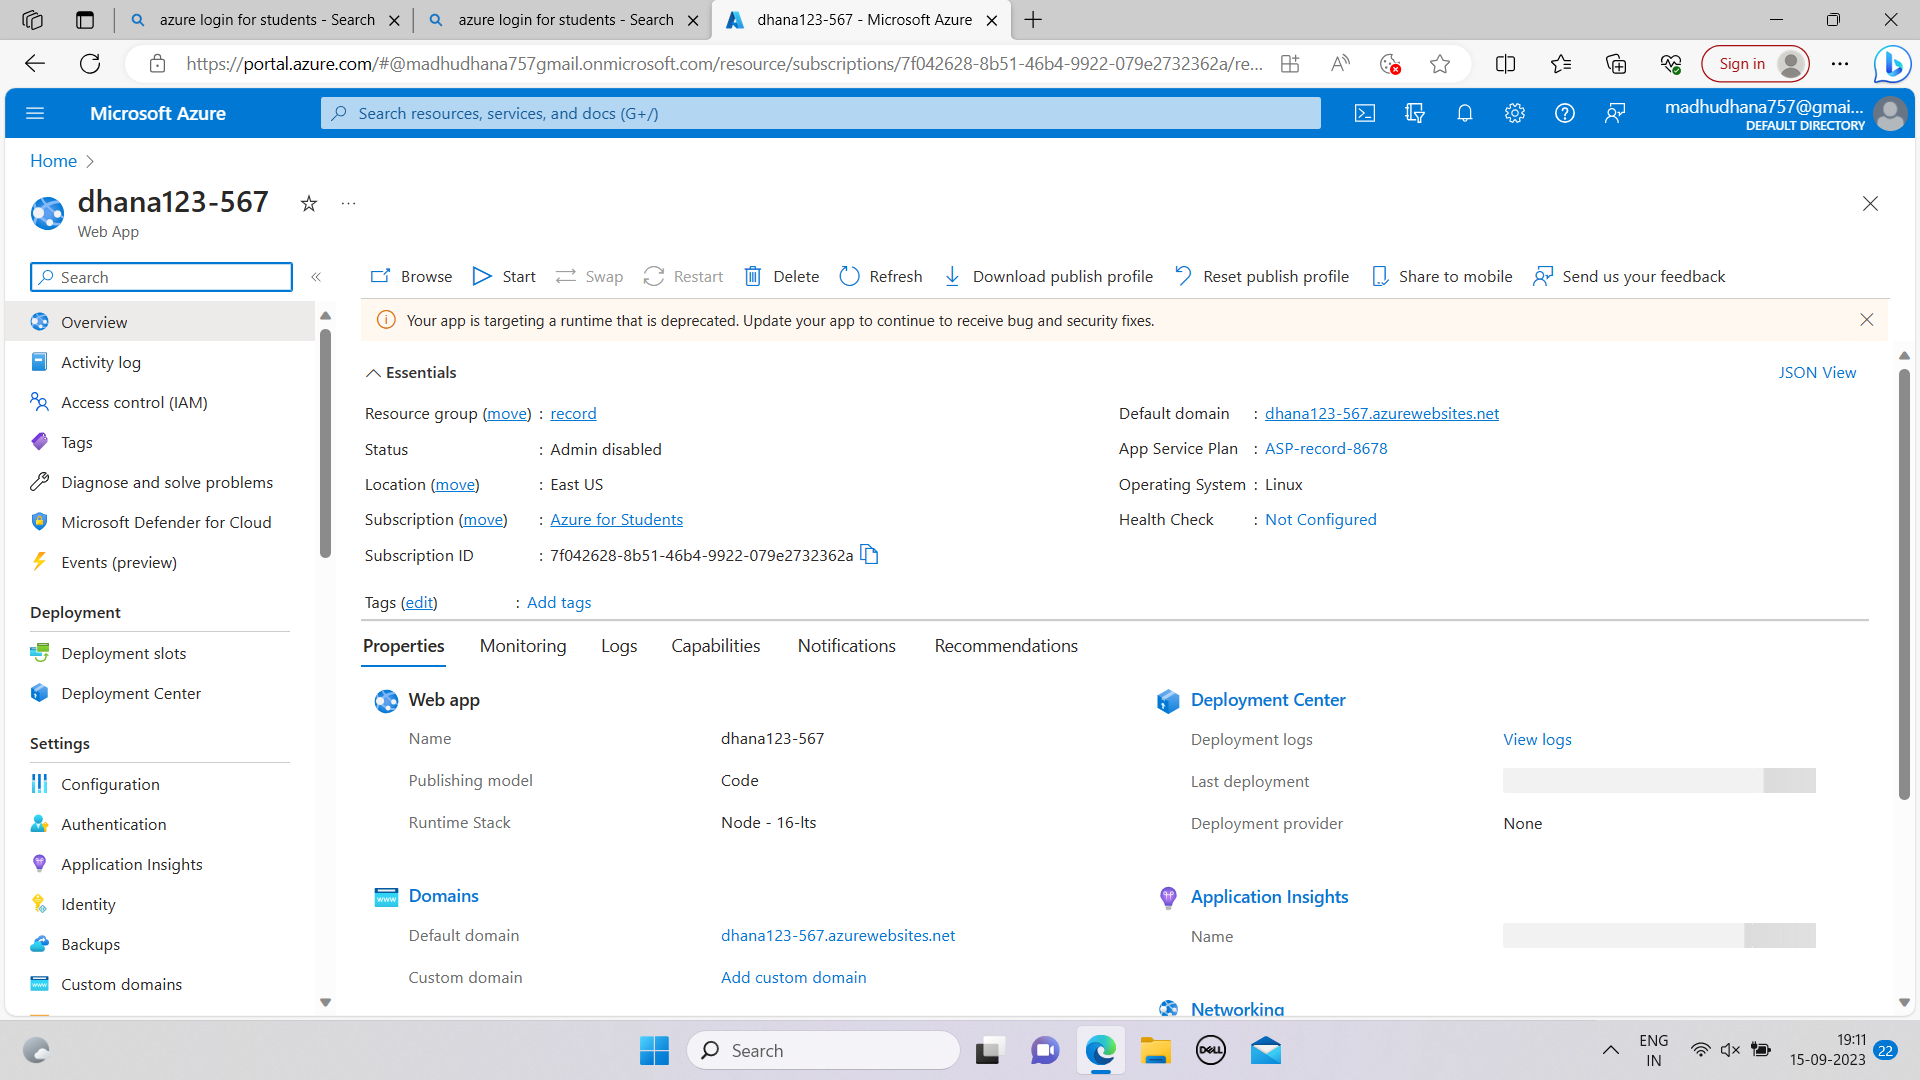 azure login for students - Search
azure login for students - Search
dhana123-567 - Microsoft Azure
https://portal.azure.com/#@madhudhana757gmail.onmicrosoft.com/resource/subscriptions/7f042628-8b51-46b4-9922-079e2732362a/re...
Sign in
Microsoft Azure
Search resources, services, and docs (G+/)
madhudhana757@gmai...
DEFAULT DIRECTORY
Home
dhana123-567
Web App
Search
Browse Start Swap Restart Delete Refresh Download publish profile Reset publish profile Share to mobile Send us your feedback
Your app is targeting a runtime that is deprecated. Update your app to continue to receive bug and security fixes.
Overview
Activity log
Access control (IAM)
Tags
Diagnose and solve problems
Microsoft Defender for Cloud
Events (preview)
Deployment
Deployment slots
Deployment Center
Settings
Configuration
Authentication
Application Insights
Identity
Backups
Custom domains
Essentials
JSON View
Resource group (move) : record
Status : Admin disabled
Location (move) : East US
Subscription (move) : Azure for Students
Subscription ID : 7f042628-8b51-46b4-9922-079e2732362a
Tags (edit) : Add tags
Default domain : dhana123-567.azurewebsites.net
App Service Plan : ASP-record-8678
Operating System : Linux
Health Check : Not Configured
Properties Monitoring Logs Capabilities Notifications Recommendations
Web app
Name dhana123-567
Publishing model Code
Runtime Stack Node - 16-lts
Domains
www
Default domain dhana123-567.azurewebsites.net
Custom domain Add custom domain
Deployment Center
Deployment logs View logs
Last deployment
Deployment provider None
Application Insights
Name
Networking
Search
DELL
ENG
IN
19:11
15-09-2023
22